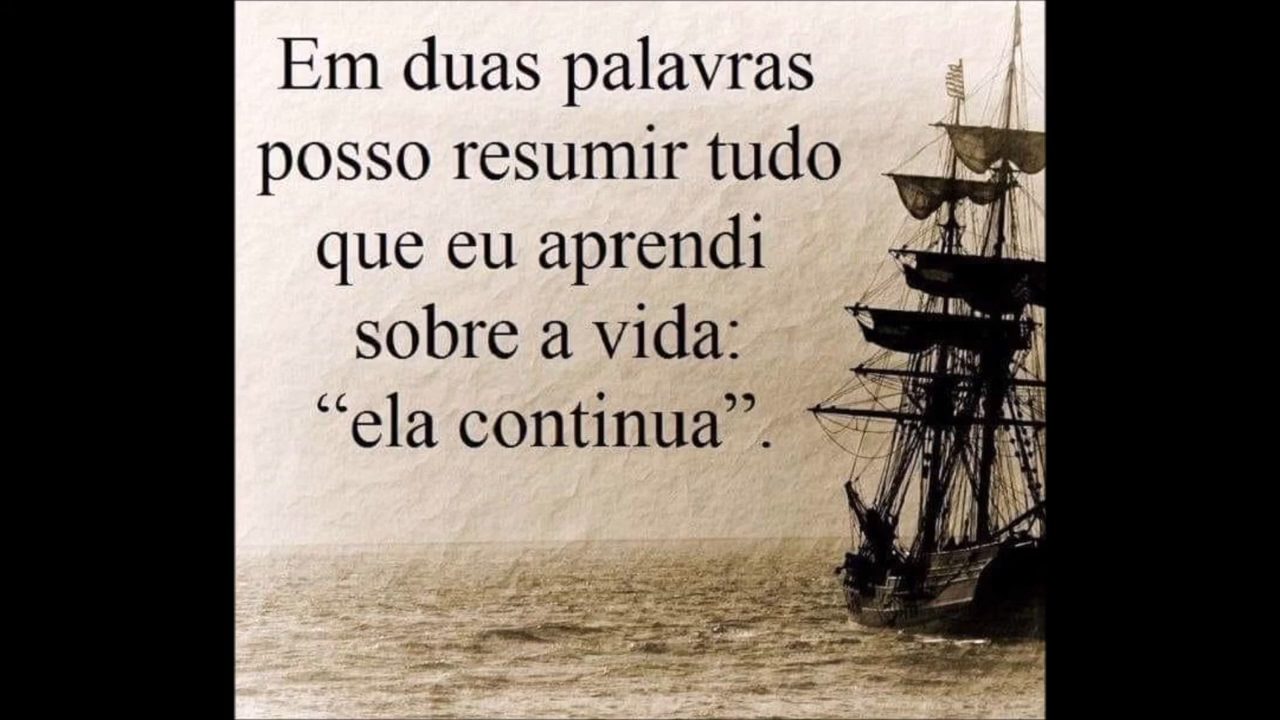 Em duas palavras
posso resumir tudo
que eu aprendi
sobre a vida:
“ela continua”.